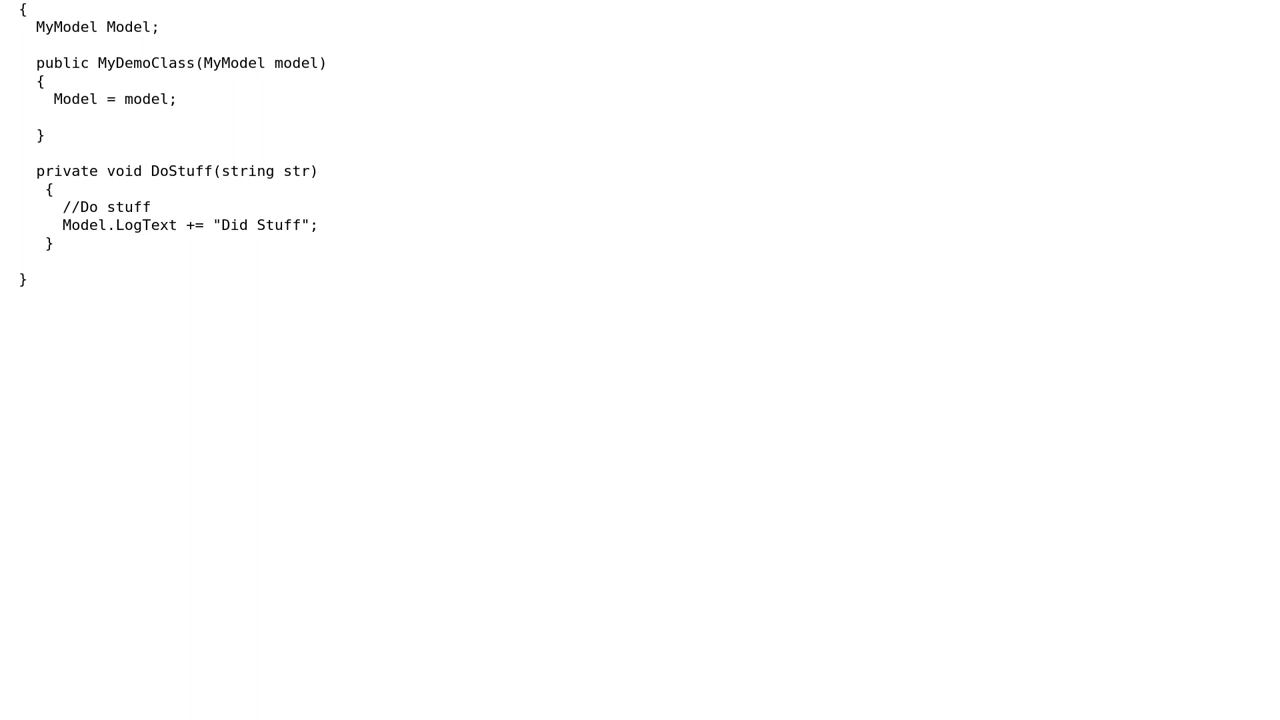 {
  MyModel Model;

  public MyDemoClass(MyModel model)
  {
    Model = model;

  }

  private void DoStuff(string str)
   {
     //Do stuff
     Model.LogText += "Did Stuff";
   }

}